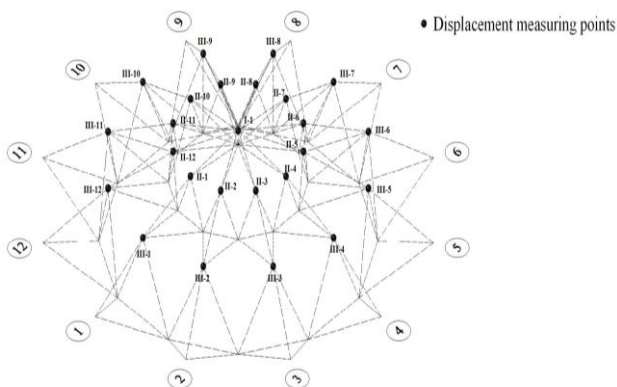 9
8
● Displacement measuring points
III-9
III-8
10
III-10
II-9
II-8
III-7
7
II-10
II-7
III-11
II-11
I-1
II-6
III-6
11
II-12
II-5
6
III-12
II-1
II-2
II-3
II-4
III-5
12
III-1
III-4
5
III-2
III-3
1
4
2
3